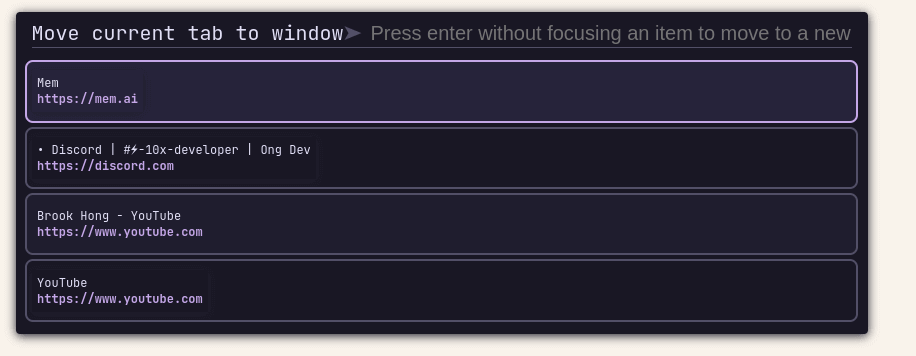 Move current tab to window➤ Press enter without focusing an item to move to a new
Mem
https://mem.ai
• Discord | #⚡-10x-developer | Ong Dev
https://discord.com
Brook Hong - YouTube
https://www.youtube.com
YouTube
https://www.youtube.com